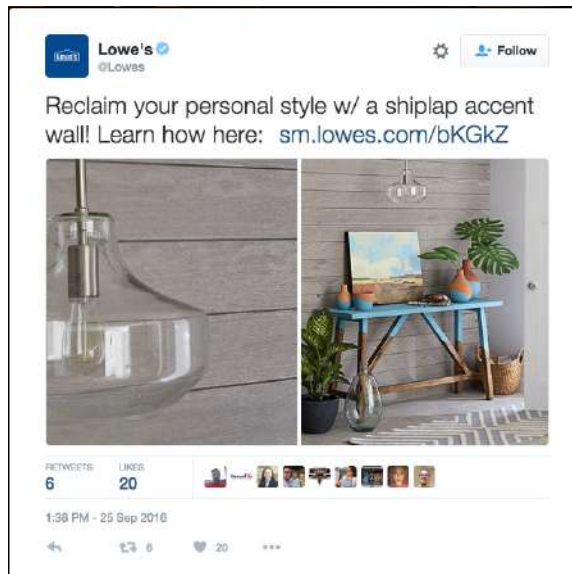 Lowe's
@Lowes
Follow
Reclaim your personal style w/ a shiplap accent
wall! Learn how here: sm.lowes.com/bKGkZ
RETWEETS
6
LIKES
20
1:36 PM - 25 Sep 2016
6
20